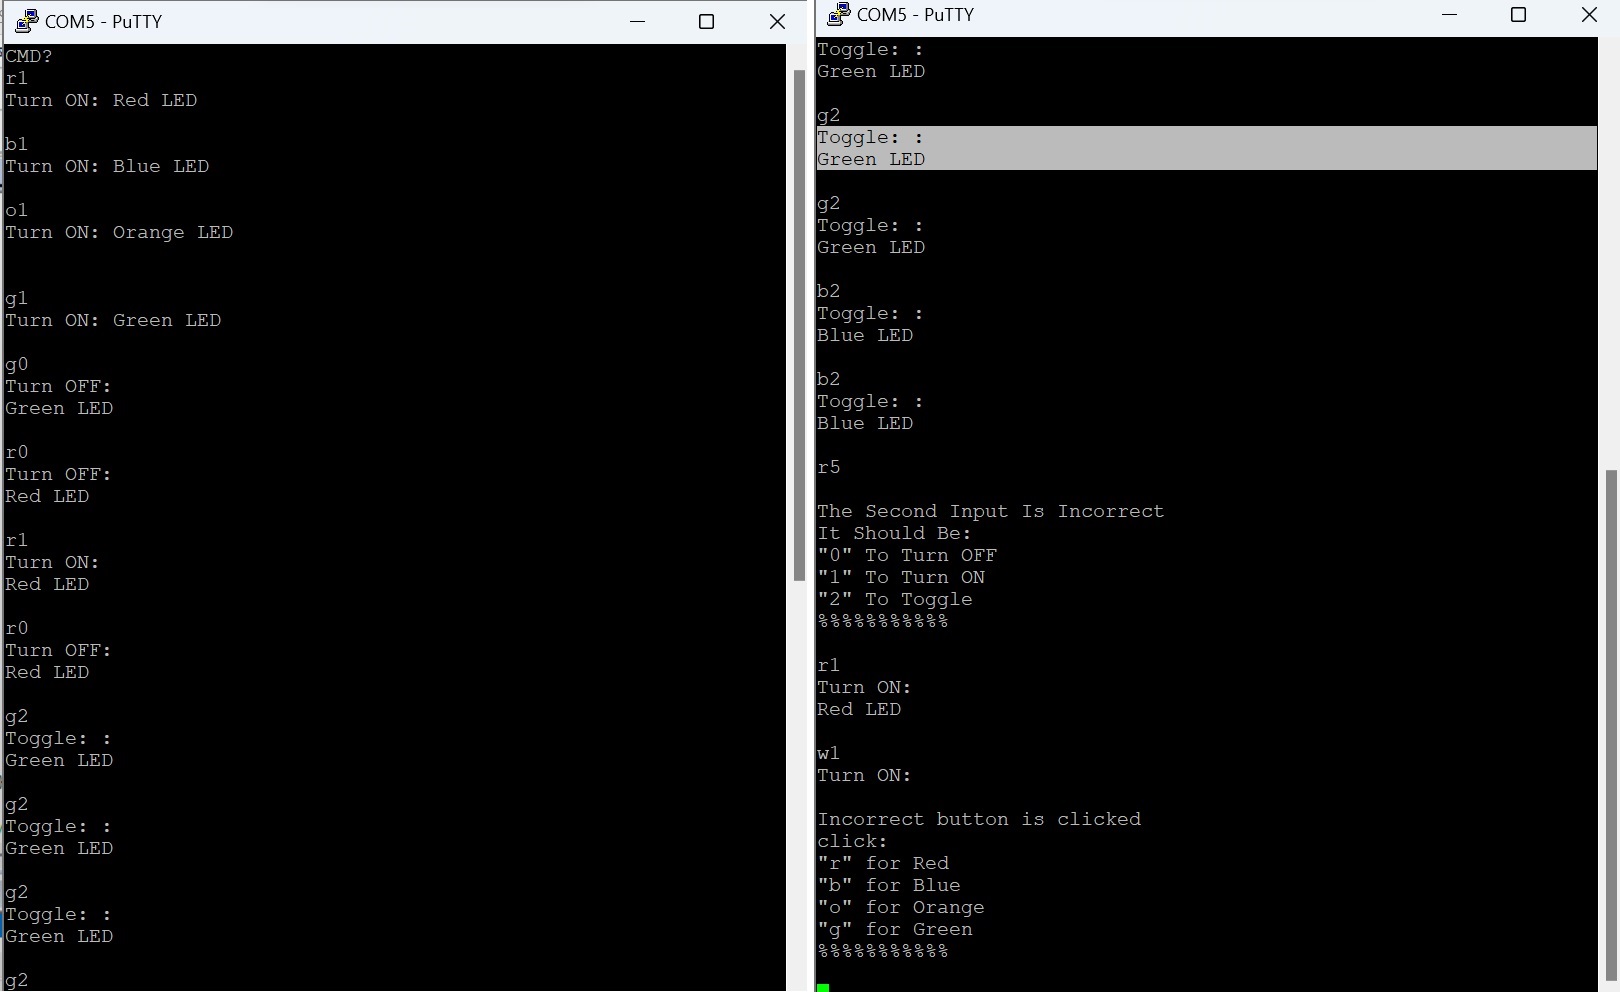 COM5 - PuTTY
CMD?
r1
Turn ON: Red LED
b1
Turn ON: Blue LED
o1
Turn ON: Orange LED
g1
Turn ON: Green LED
g0
Turn OFF:
Green LED
r0
Turn OFF:
Red LED
r1
Turn ON:
Red LED
r0
Turn OFF:
Red LED
g2
Toggle: :
Green LED
g2
Toggle: :
Green LED
g2
Toggle: :
Green LED
g2
COM5 - PuTTY
Toggle: :
Green LED
g2
Toggle: :
Green LED
g2
Toggle: :
Green LED
b2
Toggle: :
Blue LED
b2
Toggle: :
Blue LED
r5
The Second Input Is Incorrect
It Should Be:
"0" To Turn OFF
"1" To Turn ON
"2" To Toggle
%%%%%%%%%%%
r1
Turn ON:
Red LED
w1
Turn ON:
Incorrect button is clicked
click:
"r" for Red
"b" for Blue
"o" for Orange
"g" for Green
%%%%%%%%%%%